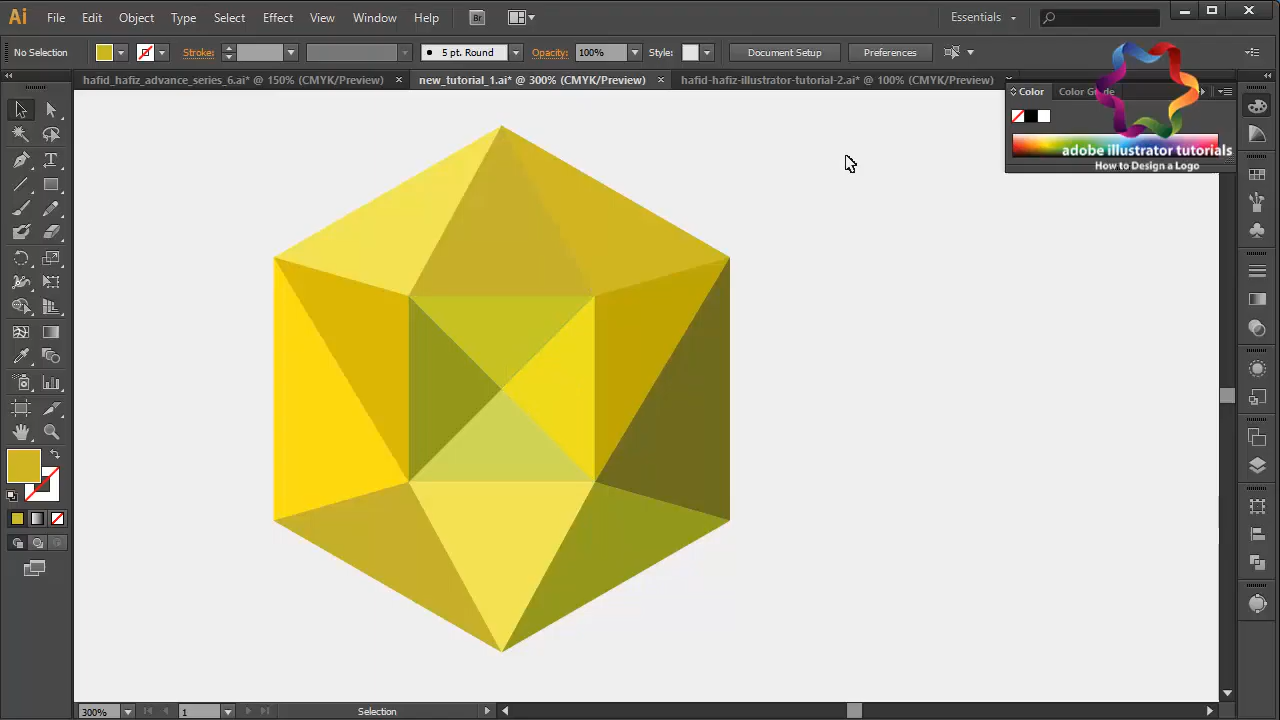 Ai File Edit Object Type Select Effect View Window Help Br Essentials
No Selection Stroke: 5 pt. Round Opacity: 100% Style: Document Setup Preferences
hafid_hafiz_advance_series_6.ai* @ 150% (CMYK/Preview) × new_tutorial_1.ai* @ 300% (CMYK/Preview) × hafid-hafiz-illustrator-tutorial-2.ai* @ 100% (CMYK/Preview)
Color Color Guide
adobe illustrator tutorials
How to Design a Logo
300% 1 Selection